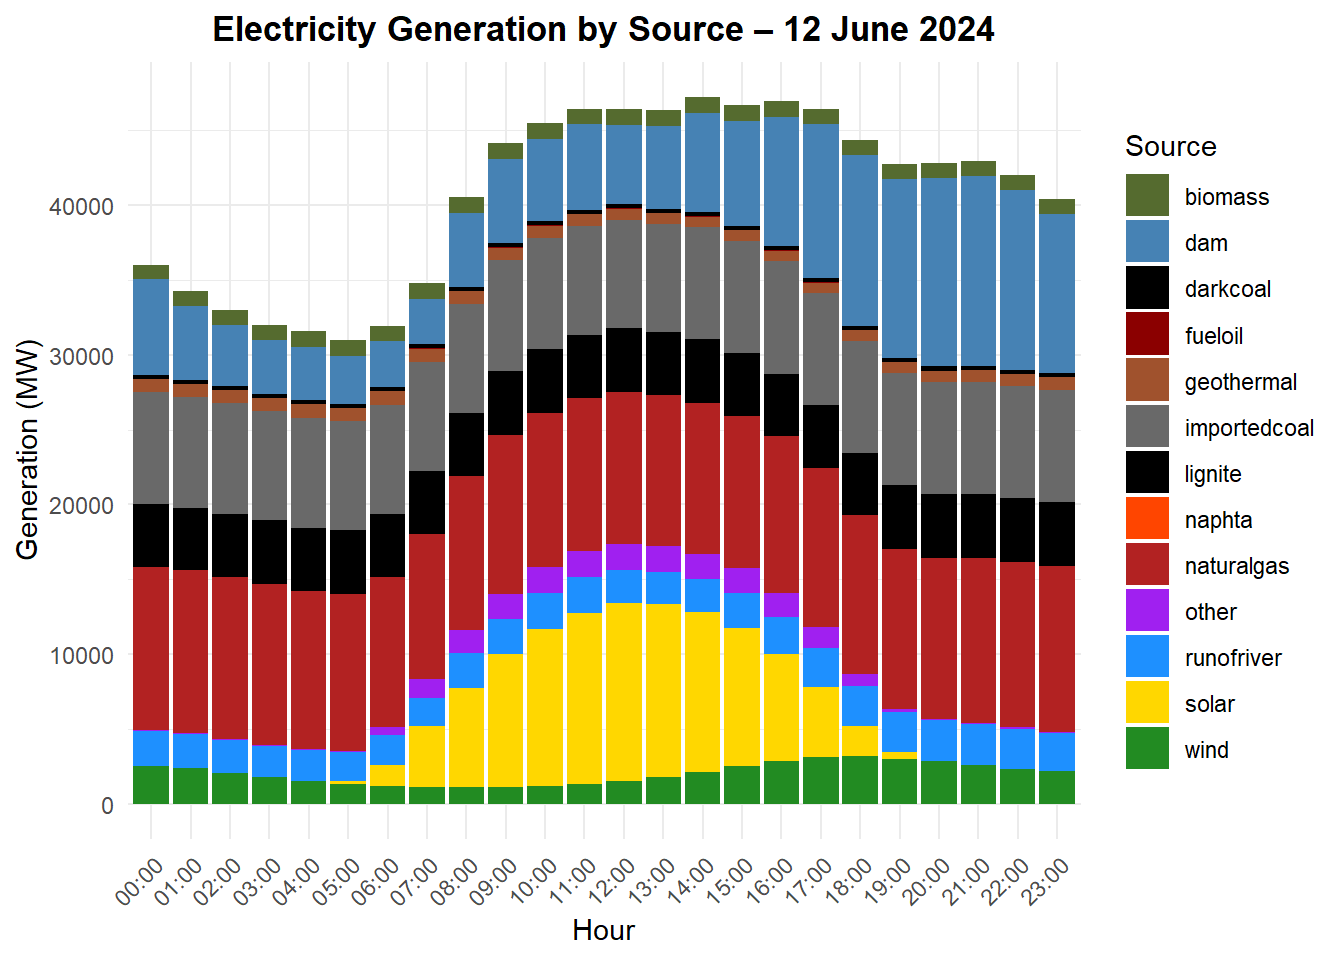 Electricity Generation by Source – 12 June 2024
Generation (MW)
40000
30000
20000
10000
0
00:00
01:00
02:00
03:00
04:00
05:00
06:00
07:00
08:00
09:00
10:00
11:00
12:00
13:00
14:00
15:00
16:00
17:00
18:00
19:00
20:00
21:00
22:00
23:00
Hour
Source
biomass
dam
darkcoal
fueloil
geothermal
importedcoal
lignite
naphta
naturalgas
other
runofriver
solar
wind